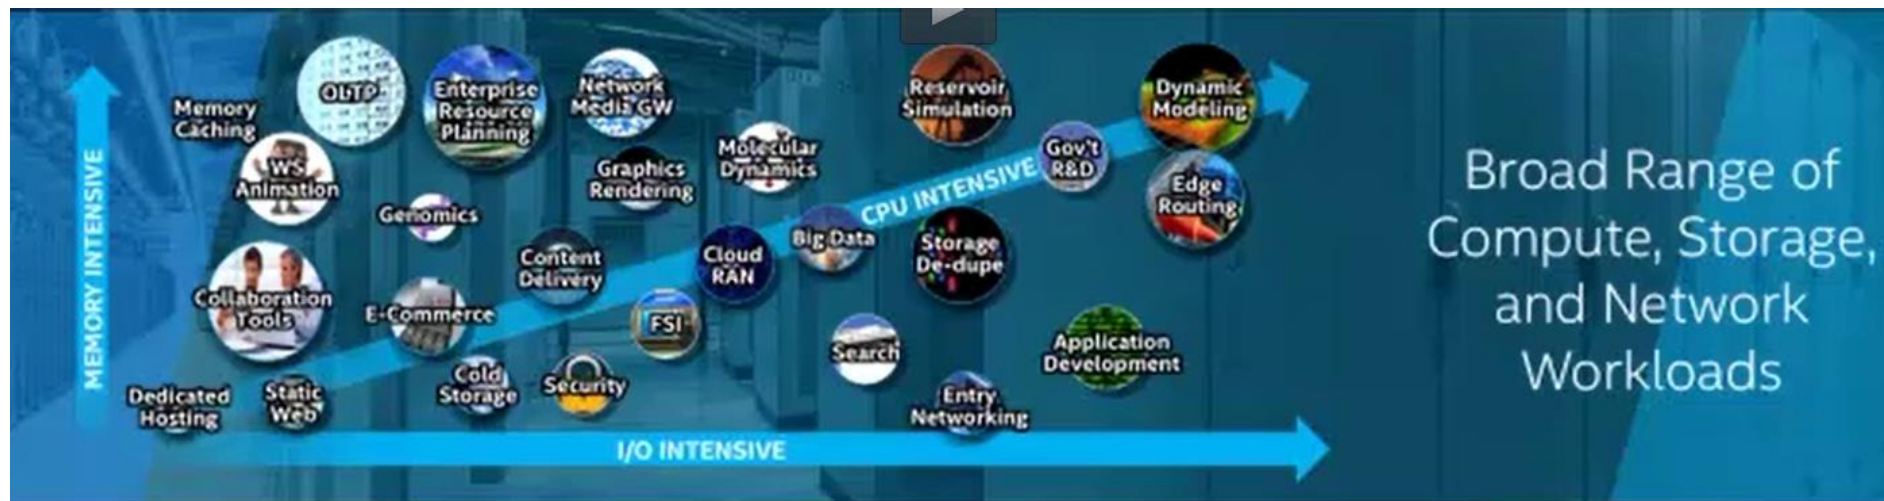 MEMORY INTENSIVE
Memory
Caching
OLTP
Enterprise
Resource
Planning
Network
Media GW
Reservoir
Simulation
Dynamic
Modeling
WS
Animation
Graphics
Rendering
Molecular
Dynamics
CPU INTENSIVE
Gov't
R&D
Edge
Routing
Genomics
Content
Delivery
Cloud
RAN
Big Data
Storage
De-dupe
Collaboration
Tools
E-Commerce
FSI
Search
Application
Development
Dedicated
Hosting
Static
Web
Cold
Storage
Security
Entry
Networking
I/O INTENSIVE
Broad Range of
Compute, Storage,
and Network
Workloads